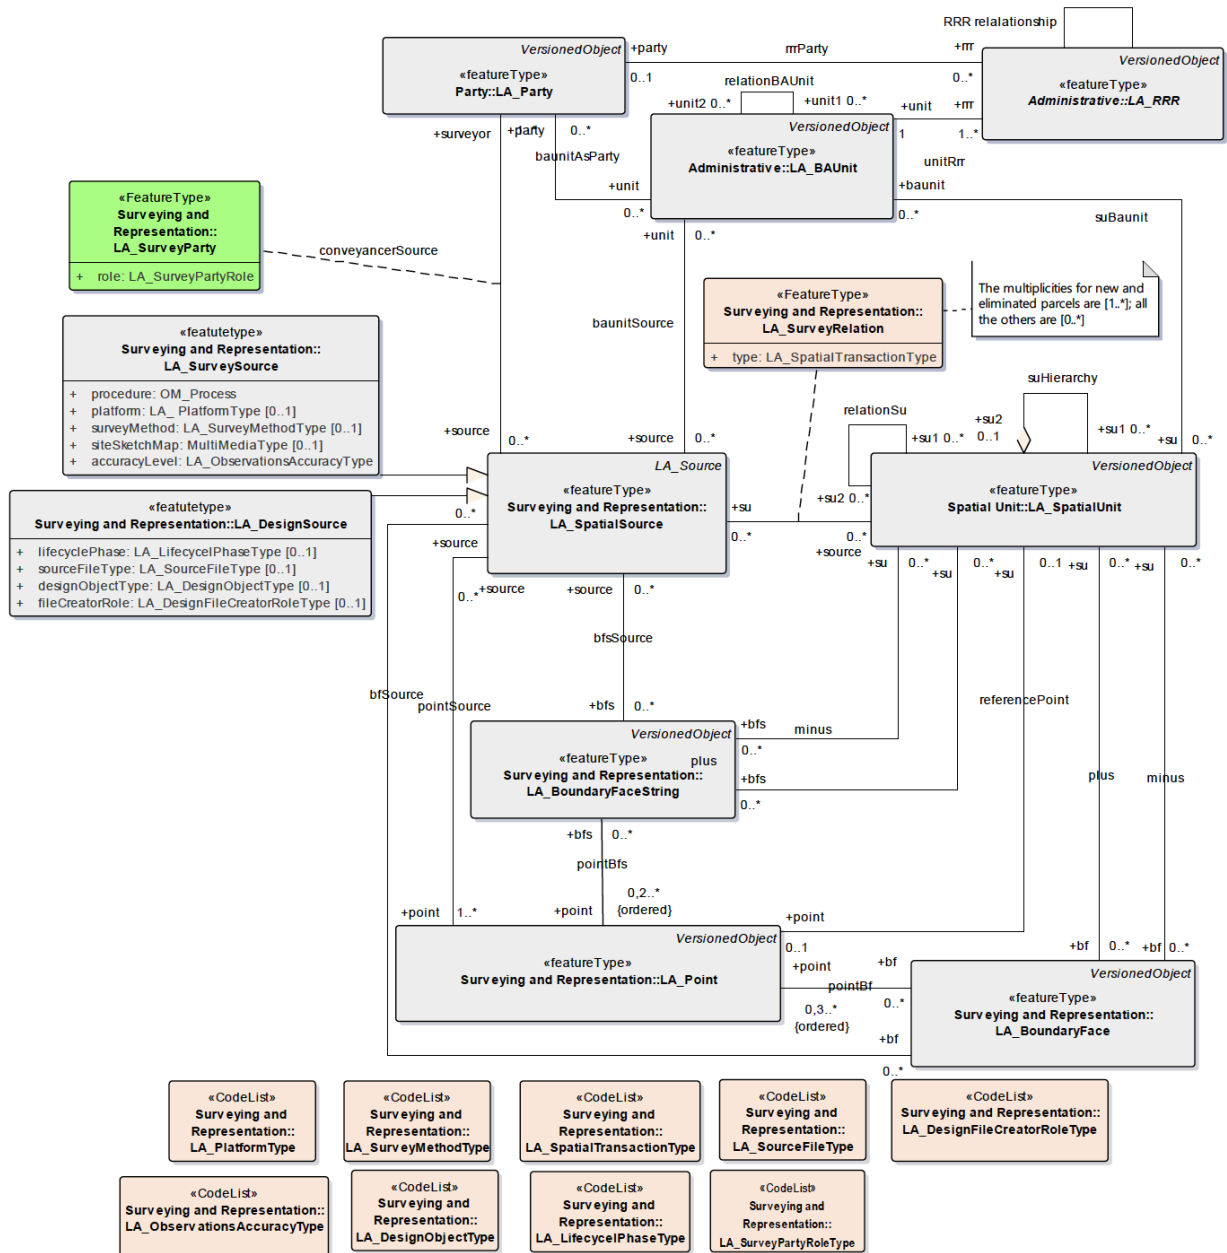 RRR relalationship
VersionedObject
«featureType»
Party::LA_Party
+party
rrrParty
+rrr
0..1
0..*
VersionedObject
«featureType»
Administrative::LA_RRR
relationBAUnit
+unit2 0..*
+unit1 0..*
+unit
+rrr
1
1..*
unitRrr
VersionedObject
«featureType»
Administrative::LA_BAUnit
+surveyor
+party
0..*
baunitAsParty
+unit
0..*
+baunit
0..*
suBaunit
+unit
0..*
«FeatureType»
Surveying and
Representation::
LA_SurveyParty
+ role: LA_SurveyPartyRole
conveyancerSource
«FeatureType»
Surveying and Representation::
LA_SurveyRelation
+ type: LA_SpatialTransactionType
The multiplicities for new and
eliminated parcels are [1..*]; all
the others are [0..*]
baunitSource
«featutetype»
Surveying and Representation::
LA_SurveySource
+ procedure: OM_Process
+ platform: LA_ PlatformType [0..1]
+ surveyMethod: LA_SurveyMethodType [0..1]
+ siteSketchMap: MultiMediaType [0..1]
+ accuracyLevel: LA_ObservationsAccuracyType
suHierarchy
relationSu
+su2
0..1
+su1 0..*
+su1 0..*
+su
0..*
+su2 0..*
+source
0..*
+source
0..*
LA_Source
«featureType»
Surveying and Representation::
LA_SpatialSource
VersionedObject
«featureType»
Spatial Unit::LA_SpatialUnit
+su
0..*
0..*
+source
«featutetype»
Surveying and Representation::LA_DesignSource
+ lifecyclePhase: LA_LifecycelPhaseType [0..1]
+ sourceFileType: LA_SourceFileType [0..1]
+ designObjectType: LA_DesignObjectType [0..1]
+ fileCreatorRole: LA_DesignFileCreatorRoleType [0..1]
0..*
+source
0..*
+source
+source
0..*
+su
0..*
+su
0..*
+su
0..1
+su
0..*
+su
0..*
bfsSource
bfSource
pointSource
referencePoint
+bfs
0..*
VersionedObject
«featureType»
Surveying and Representation::
LA_BoundaryFaceString
+bfs
0..*
minus
plus
+bfs
0..*
plus
minus
+bfs
0..*
pointBfs
0,2..*
{ordered}
+point
1..*
+point
VersionedObject
«featureType»
Surveying and Representation::LA_Point
+point
0..1
+point
+bf
pointBf
0..*
0,3..*
{ordered}
+bf
0..*
+bf
0..*
+bf
0..*
VersionedObject
«featureType»
Surveying and Representation::
LA_BoundaryFace
«CodeList»
Surveying and
Representation::
LA_PlatformType
«CodeList»
Surveying and
Representation::
LA_SurveyMethodType
«CodeList»
Surveying and
Representation::
LA_SpatialTransactionType
«CodeList»
Surveying and
Representation::
LA_SourceFileType
«CodeList»
Surveying and Representation::
LA_DesignFileCreatorRoleType
«CodeList»
Surveying and Representation::
LA_ObservationsAccuracyType
«CodeList»
Surveying and
Representation::
LA_DesignObjectType
«CodeList»
Surveying and
Representation::
LA_LifecycelPhaseType
«CodeList»
Surveying and
Representation::
LA_SurveyPartyRoleType